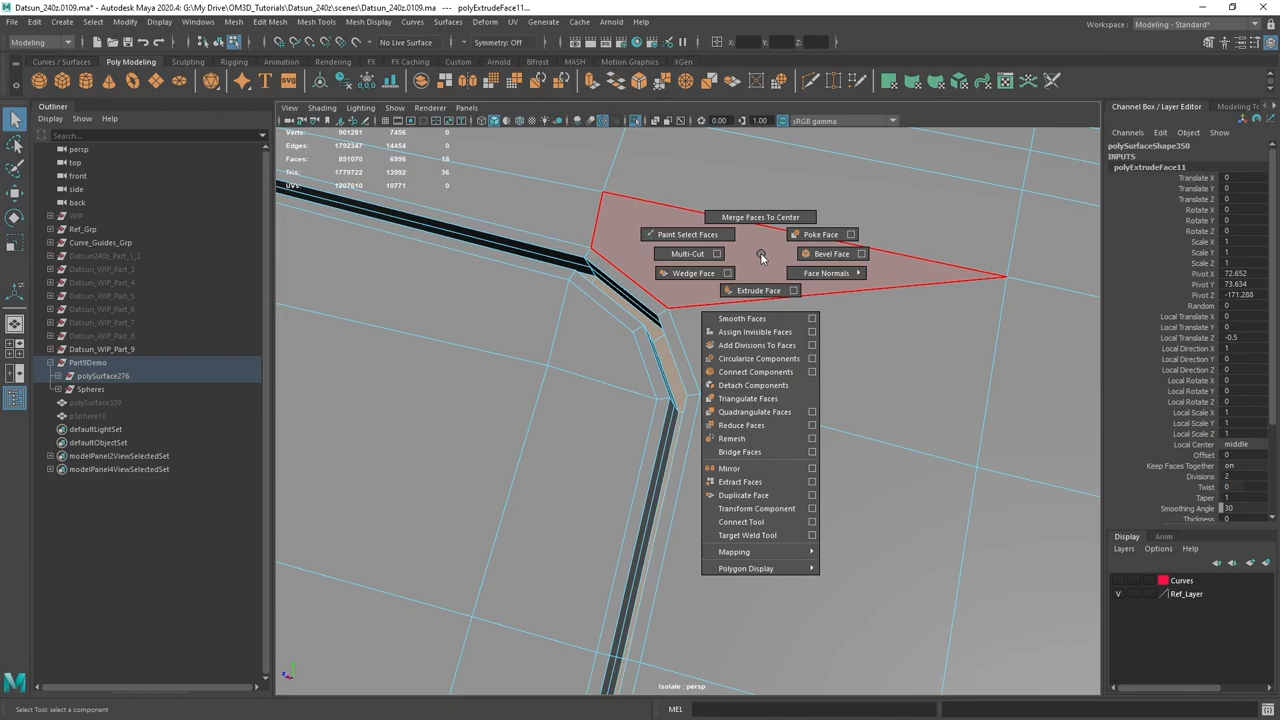 Datsun_240z.0109.ma* - Autodesk Maya 2020.4: G:\My Drive\OM3D_Tutorials\Datsun_240z\scenes\Datsun_240z.0109.ma* --- polyExtrudeFace11...
File Edit Create Select Modify Display Windows Mesh Edit Mesh Mesh Tools Mesh Display Curves Surfaces Deform UV Generate Cache Arnold Help
Workspace : Modeling - Standard*
Modeling No Live Surface Symmetry: Off X: Y: Z:
Curves / Surfaces Poly Modeling Sculpting Rigging Animation Rendering FX FX Caching Custom Arnold Bifrost MASH Motion Graphics XGen
Outliner
Display Show Help
Search...
persp
top
front
side
back
WIP
Ref_Grp
Curve_Guides_Grp
Datsun240z_Part_1_2
Datsun_WIP_Part_3
Datsun_WIP_Part_4
Datsun_WIP_Part_5
Datsun_WIP_Part_6
Datsun_WIP_Part_7
Datsun_WIP_Part_8
Datsun_WIP_Part_9
Part9Demo
polySurface276
Spheres
polySurface329
pSphere10
defaultLightSet
defaultObjectSet
modelPanel2ViewSelectedSet
modelPanel4ViewSelectedSet
View Shading Lighting Show Renderer Panels
0.00 1.00 sRGB gamma
Verts: 901281 7456 0
Edges: 1792347 14454 0
Faces: 891070 6996 18
Tris: 1779722 13992 36
UVs: 1207610 10771 0
Merge Faces To Center
Paint Select Faces Poke Face
Multi-Cut Bevel Face
Wedge Face Face Normals
Extrude Face
Smooth Faces
Assign Invisible Faces
Add Divisions To Faces
Circularize Components
Connect Components
Detach Components
Triangulate Faces
Quadrangulate Faces
Reduce Faces
Remesh
Bridge Faces
Mirror
Extract Faces
Duplicate Face
Transform Component
Connect Tool
Target Weld Tool
Mapping
Polygon Display
Isolate : persp
Channel Box / Layer Editor Modeling To
Channels Edit Object Show
polySurfaceShape350
INPUTS
polyExtrudeFace11
Translate X 0
Translate Y 0
Translate Z 0
Rotate X 0
Rotate Y 0
Rotate Z 0
Scale X 1
Scale Y 1
Scale Z 1
Pivot X 72.652
Pivot Y 73.634
Pivot Z -171.288
Random 0
Local Translate X 0
Local Translate Y 0
Local Translate Z -0.5
Local Direction X 1
Local Direction Y 0
Local Direction Z 0
Local Rotate X 0
Local Rotate Y 0
Local Rotate Z 0
Local Scale X 1
Local Scale Y 1
Local Scale Z 1
Local Center middle
Offset 0
Keep Faces Together on
Divisions 2
Twist 0
Taper 1
Smoothing Angle 30
Thickness 0
Display Anim
Layers Options Help
Curves
V Ref_Layer
Select Tool: select a component
MEL